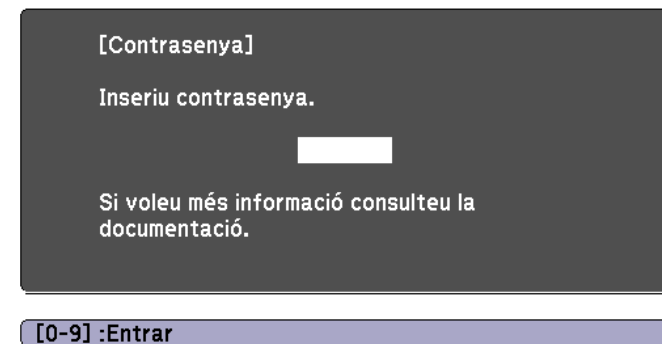 [Contrasenya]
Inseriu contrasenya.
Si voleu més informació consulteu la
documentació.
[0-9] :Entrar